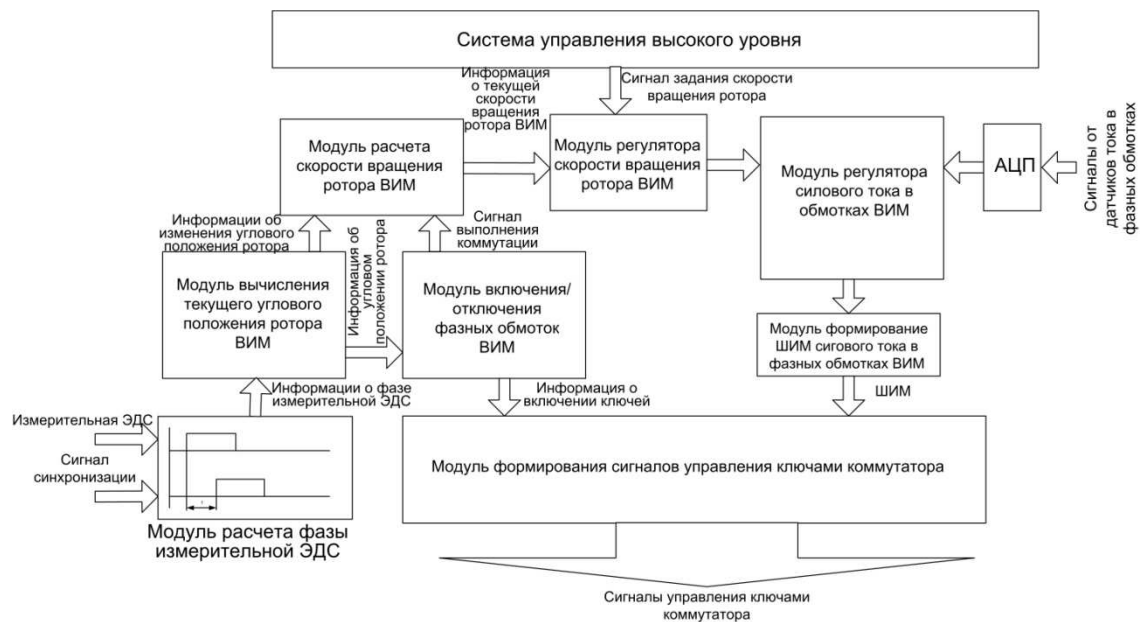 Система управления высокого уровня
Информация
о текущей
скорости
вращения
ротора ВИМ
Сигнал задания скорости
вращения ротора
Модуль расчета
скорости вращения
ротора ВИМ
Модуль регулятора
скорости вращения
ротора ВИМ
Модуль регулятора
силового тока в
обмотках ВИМ
АЦП
Сигналы от
датчиков тока в
фазных обмотках
Информации об
изменения углового
положения ротора
Сигнал
выполнения
коммутации
Модуль вычисления
текущего углового
положения ротора
ВИМ
Информация об
угловом
положении ротора
Модуль включения/
отключения
фазных обмоток
ВИМ
Модуль формирование
ШИМ сигового тока в
фазных обмотках ВИМ
Информации о фазе
измерительной ЭДС
Информация о
включении ключей
ШИМ
Измерительная ЭДС
Сигнал
синхронизации
Модуль формирования сигналов управления ключами коммутатора
Модуль расчета фазы
измерительной ЭДС
Сигналы управления ключами
коммутатора